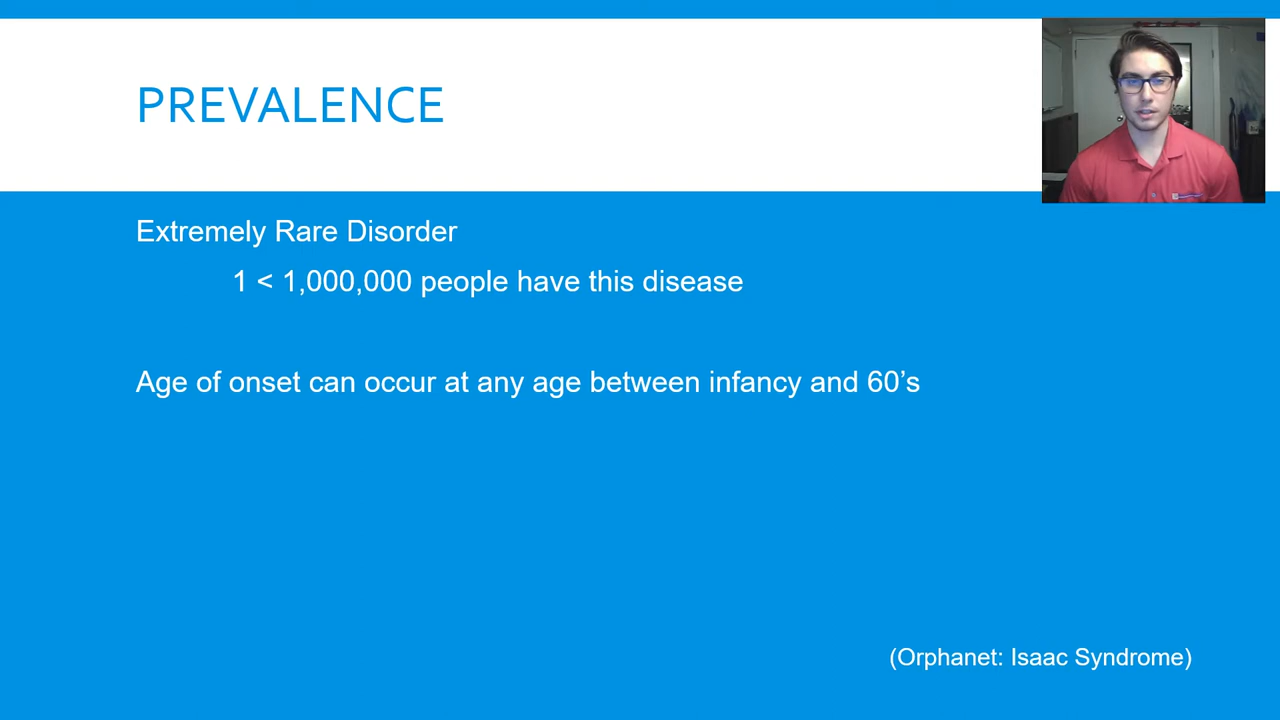 PREVALENCE
Extremely Rare Disorder
1 < 1,000,000 people have this disease
Age of onset can occur at any age between infancy and 60’s
(Orphanet: Isaac Syndrome)